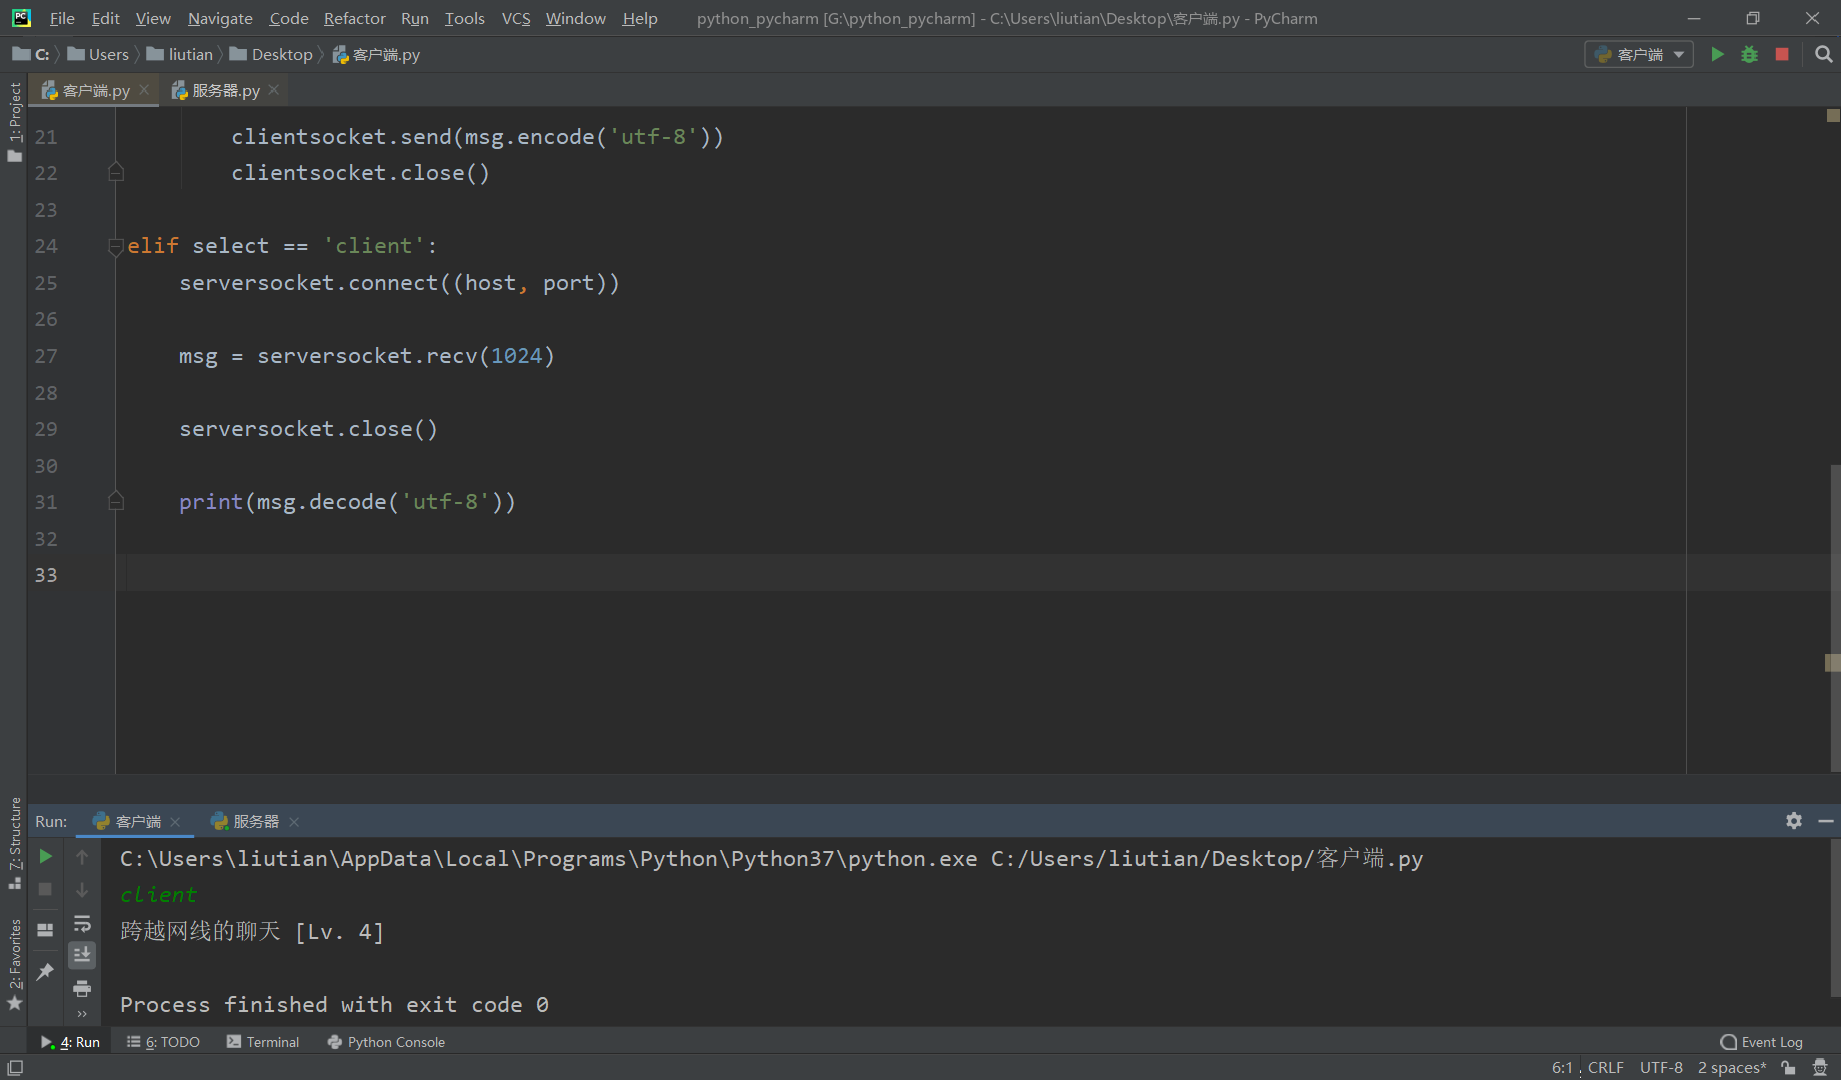 File Edit View Navigate Code Refactor Run Tools VCS Window Help python_pycharm [G:\python_pycharm] - C:\Users\liutian\Desktop\客户端.py - PyCharm
C: Users liutian Desktop 客户端.py 客户端
客户端.py 服务器.py
1: Project
21 clientsocket.send(msg.encode('utf-8'))
22 clientsocket.close()
23
24 elif select == 'client':
25 serversocket.connect((host, port))
26
27 msg = serversocket.recv(1024)
28
29 serversocket.close()
30
31 print(msg.decode('utf-8'))
32
33
7: Structure
2: Favorites
Run: 客户端 服务器
C:\Users\liutian\AppData\Local\Programs\Python\Python37\python.exe C:/Users/liutian/Desktop/客户端.py
client
跨越网线的聊天 [Lv. 4]
Process finished with exit code 0
4: Run 6: TODO Terminal Python Console Event Log
6:1 CRLF UTF-8 2 spaces*